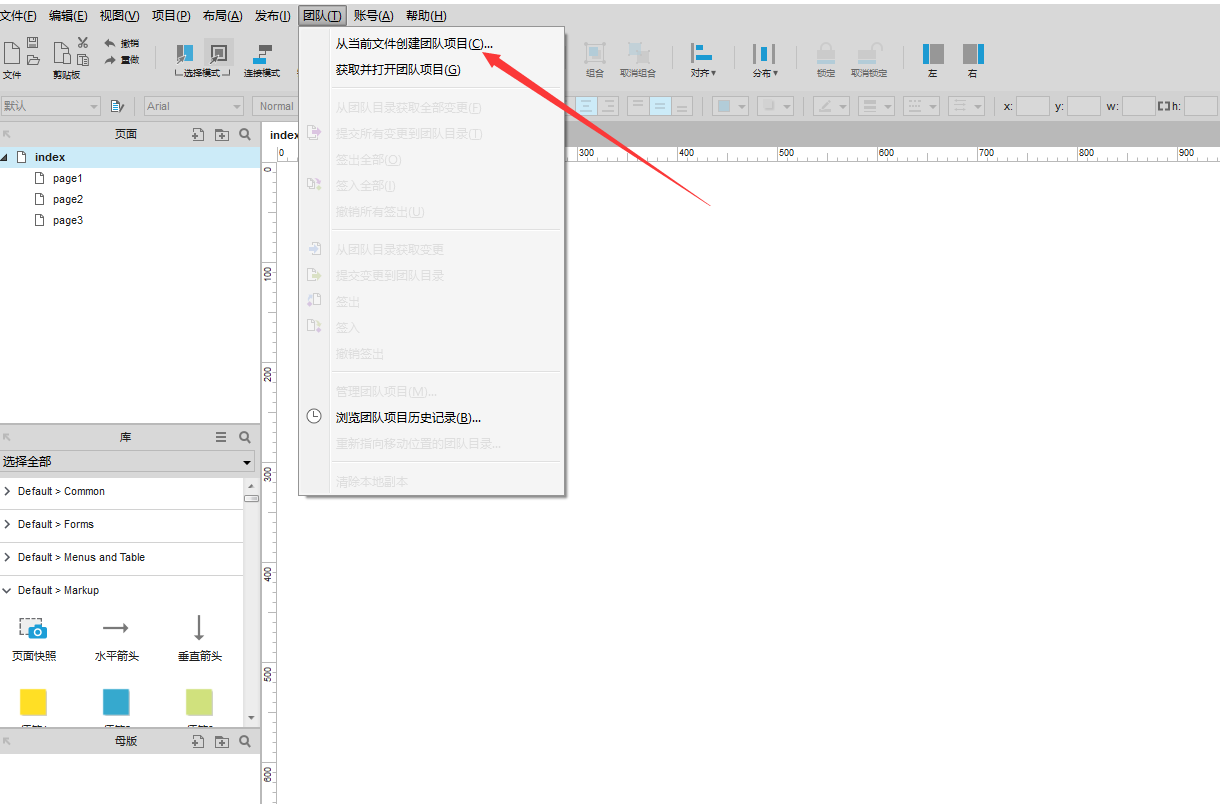 文件(F) 编辑(E) 视图(V) 项目(P) 布局(A) 发布(I) 团队(T) 账号(A) 帮助(H)
撤销
重做
文件 剪贴板 选择模式 连接模式 组合 取消组合 对齐 分布 锁定 取消锁定 左 右
默认 Arial Normal x: y: w: h:
页面
index
page1
page2
page3
从当前文件创建团队项目(C)...
获取并打开团队项目(G)
从团队目录获取全部变更(F)
提交所有变更到团队目录(T)
签出全部(O)
签入全部(I)
撤销所有签出(U)
从团队目录获取变更
提交变更到团队目录
签出
签入
撤销签出
管理团队项目(M)...
浏览团队项目历史记录(B)...
重新指向移动位置的团队目录...
清除本地副本
index
0 300 400 500 600 700 800 900
0
100
200
300
400
500
600
库
选择全部
Default > Common
Default > Forms
Default > Menus and Table
Default > Markup
页面快照 水平箭头 垂直箭头
母版